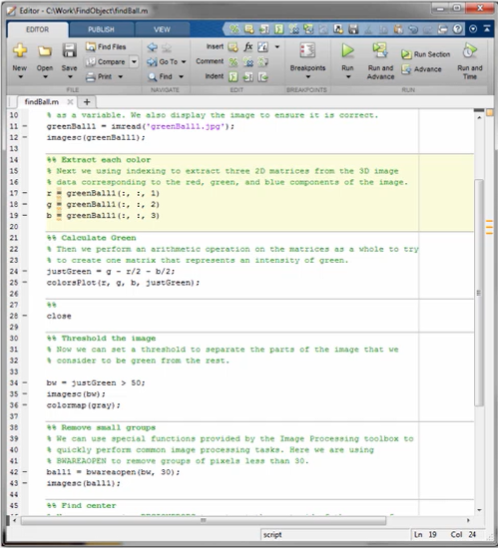 Editor - C:\Work\FindObject\findBall.m
EDITOR PUBLISH VIEW
New Open Save Find Files Compare Print Go To Find Insert fx Comment Indent Breakpoints Run Run and Advance Run Section Advance Run and Time
FILE NAVIGATE EDIT BREAKPOINTS RUN
findBall.m × +
10 % as a variable. We also display the image to ensure it is correct.
11 – greenBall1 = imread('greenBall1.jpg');
12 – imagesc(greenBall1);
13
14 %% Extract each color
15 % Next we using indexing to extract three 2D matrices from the 3D image
16 % data corresponding to the red, green, and blue components of the image.
17 – r = greenBall1(:, :, 1)
18 – g = greenBall1(:, :, 2)
19 – b = greenBall1(:, :, 3)
20
21 %% Calculate Green
22 % Then we perform an arithmetic operation on the matrices as a whole to try
23 % to create one matrix that represents an intensity of green.
24 – justGreen = g - r/2 - b/2;
25 – colorsPlot(r, g, b, justGreen);
26
27 %%
28 – close
29
30 %% Threshold the image
31 % Now we can set a threshold to separate the parts of the image that we
32 % consider to be green from the rest.
33
34 – bw = justGreen > 50;
35 – imagesc(bw);
36 – colormap(gray);
37
38 %% Remove small groups
39 % We can use special functions provided by the Image Processing toolbox to
40 % quickly perform common image processing tasks. Here we are using
41 % BWAREAOPEN to remove groups of pixels less than 30.
42 – ball1 = bwareaopen(bw, 30);
43 – imagesc(ball1);
44
45 %% Find center
script Ln 19 Col 24